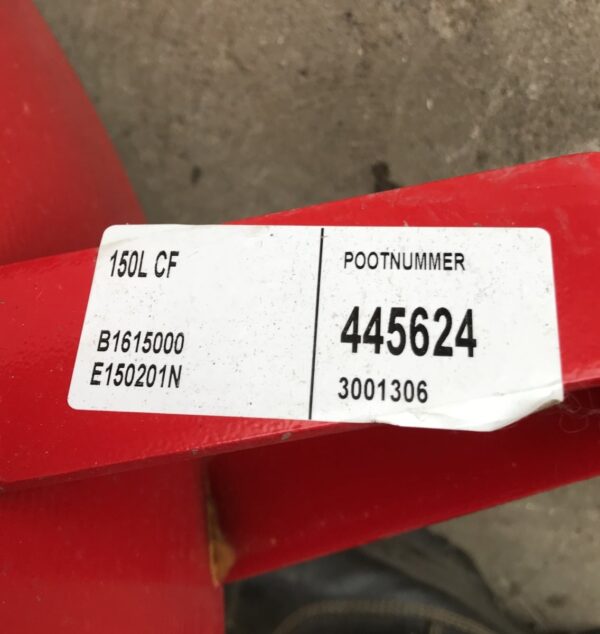 150L CF
B1615000
E150201N
POOTNUMMER
445624
3001306